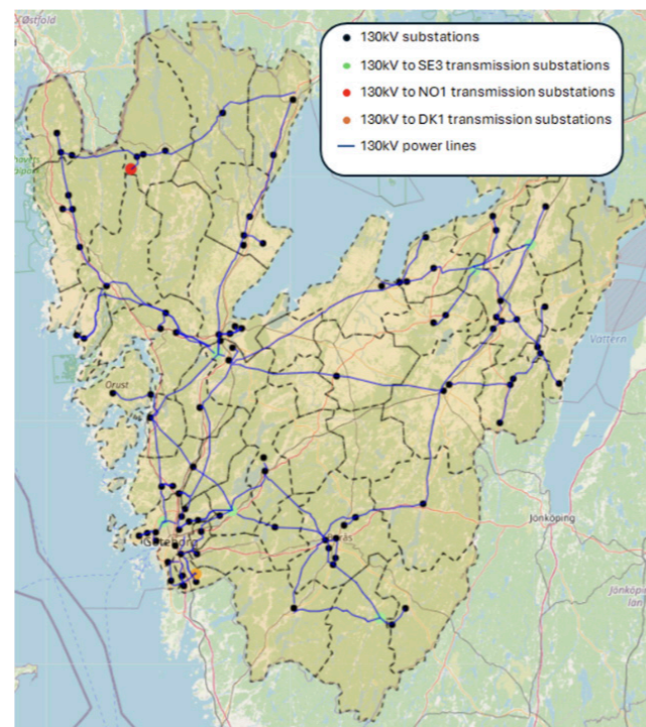 Østfold
130kV substations
130kV to SE3 transmission substations
130kV to NO1 transmission substations
130kV to DK1 transmission substations
130kV power lines
Vättern
Orust
Jönköping
Jönköpings
län